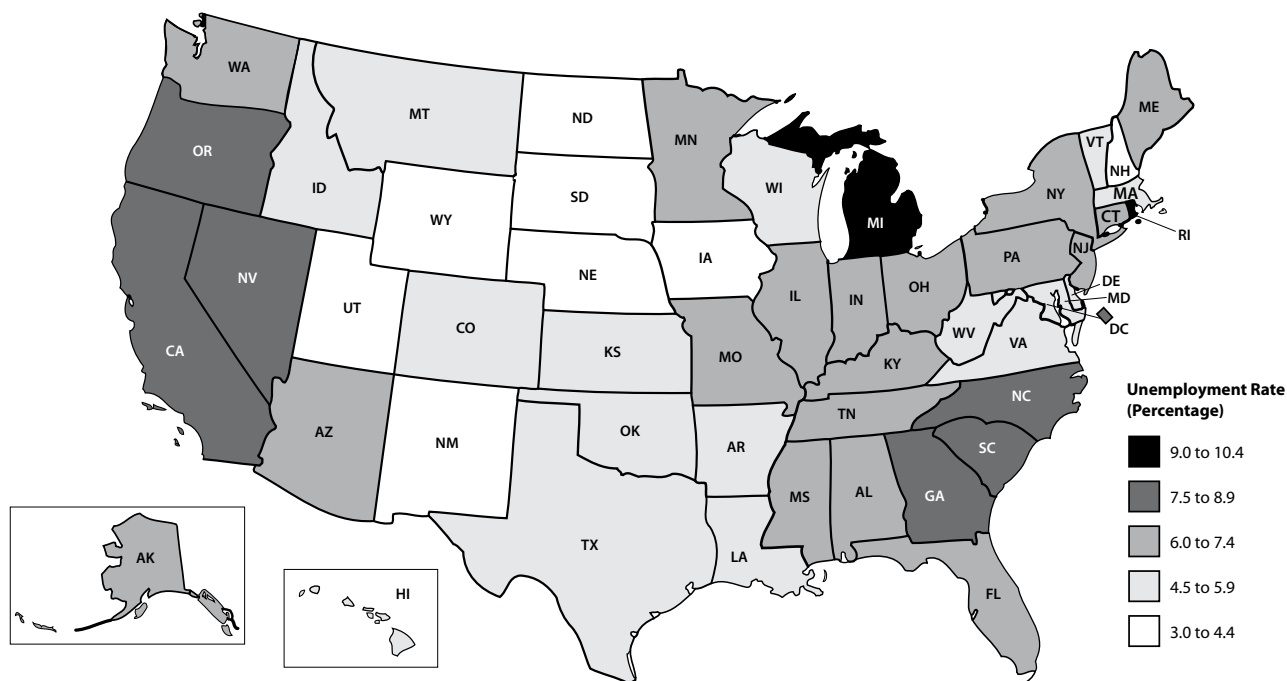 WA
MT
ND
MN
ME
VT
OR
ID
SD
WI
NH
NY
MA
WY
MI
CT
RI
IA
PA
NJ
NV
NE
IL
IN
OH
DE
MD
UT
CO
DC
WV
VA
CA
KS
MO
KY
NC
AZ
NM
OK
AR
TN
SC
MS
AL
GA
TX
LA
FL
AK
HI
Unemployment Rate
(Percentage)
9.0 to 10.4
7.5 to 8.9
6.0 to 7.4
4.5 to 5.9
3.0 to 4.4